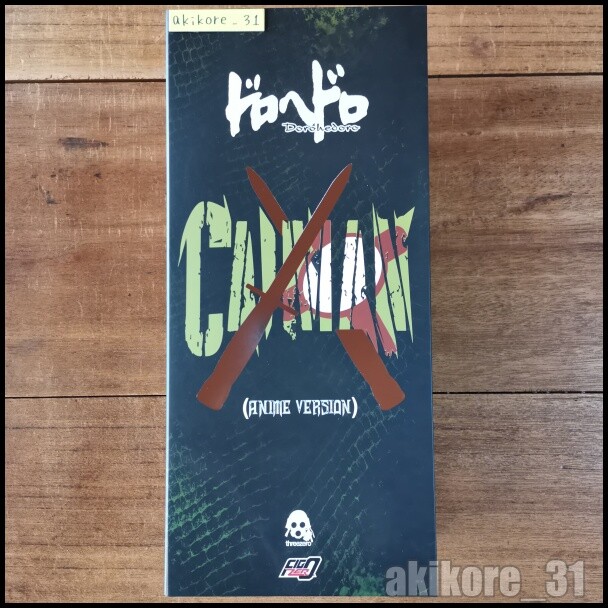 akikore_31
ドロヘドロ
Dorohedoro
CAIMAN
(ANIME VERSION)
threezero
FIGZERO
akikore_31